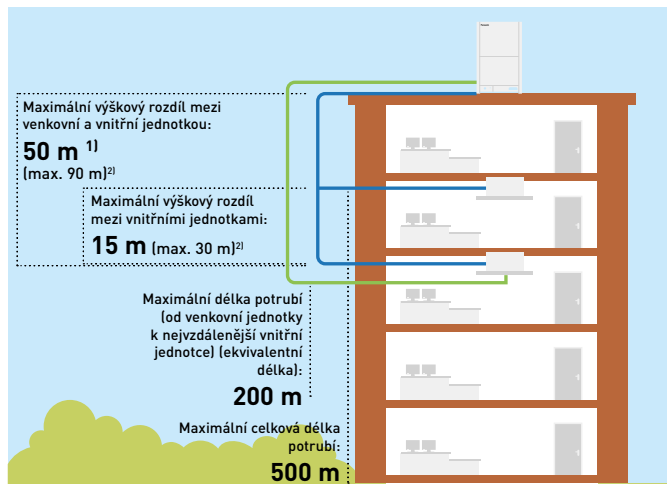 Maximální výškový rozdíl mezi
venkovní a vnitřní jednotkou:
50 m ¹⁾
(max. 90 m)²⁾
Maximální výškový rozdíl
mezi vnitřními jednotkami:
15 m (max. 30 m)²⁾
Maximální délka potrubí
(od venkovní jednotky
k nejvzdálenější vnitřní
jednotce) (ekvivalentní
délka):
200 m
Maximální celková délka
potrubí:
500 m